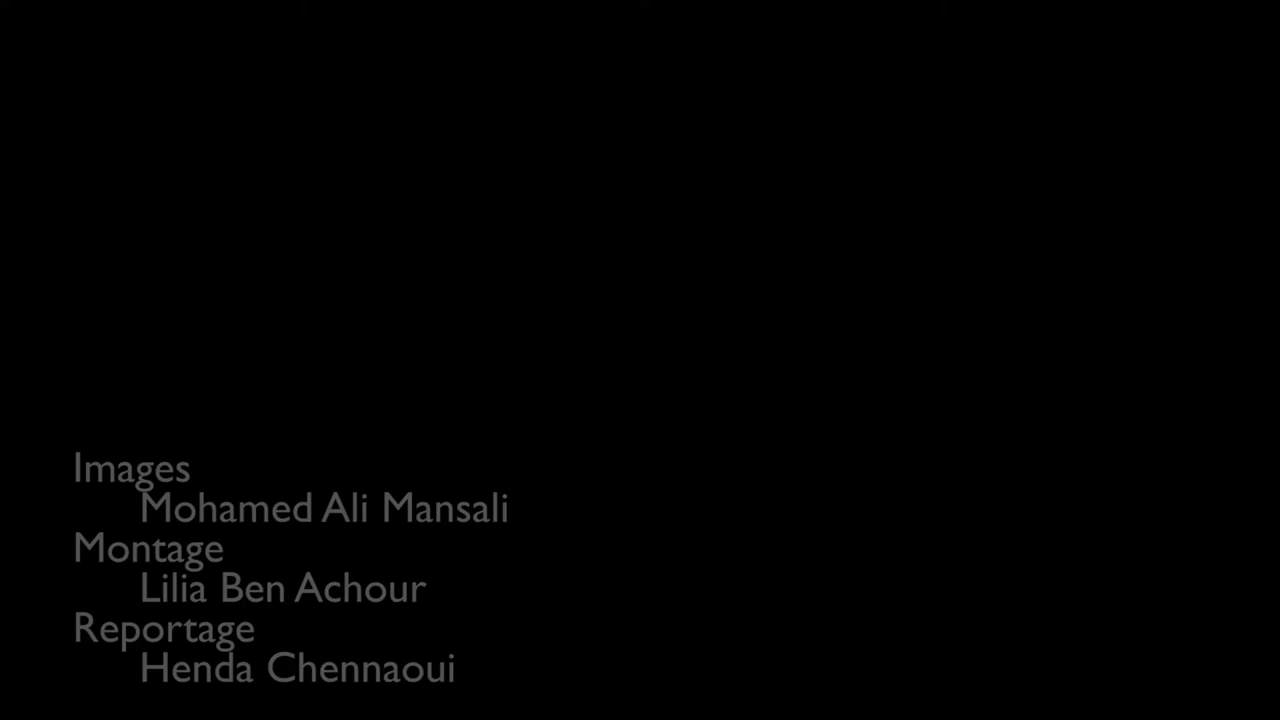 Images
Mohamed Ali Mansali
Montage
Lilia Ben Achour
Reportage
Henda Chennaoui